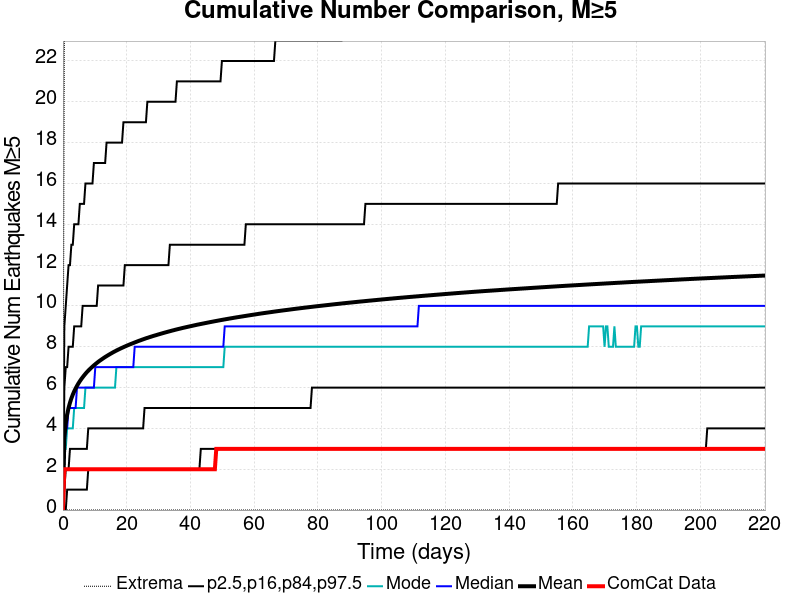 Cumulative Number Comparison, M≥5
Cumulative Num Earthquakes M≥5
22
20
18
16
14
12
10
8
6
4
2
0
0 20 40 60 80 100 120 140 160 180 200 220
Time (days)
Extrema p2.5,p16,p84,p97.5 Mode Median Mean ComCat Data